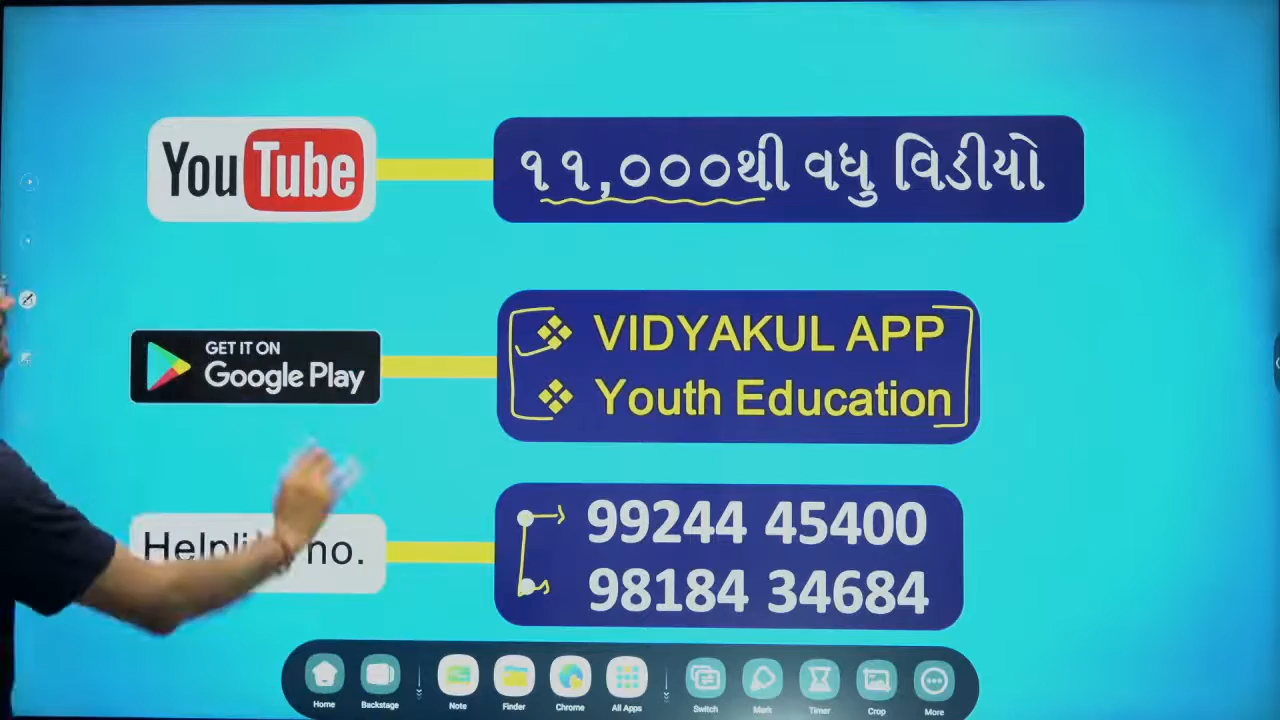 YouTube
૧૧,૦૦૦થી વધુ વિડીયો
GET IT ON
Google Play
VIDYAKUL APP
Youth Education
no.
99244 45400
98184 34684
Home Backstage Note Finder Chrome All Apps Switch Mark Timer Crop More